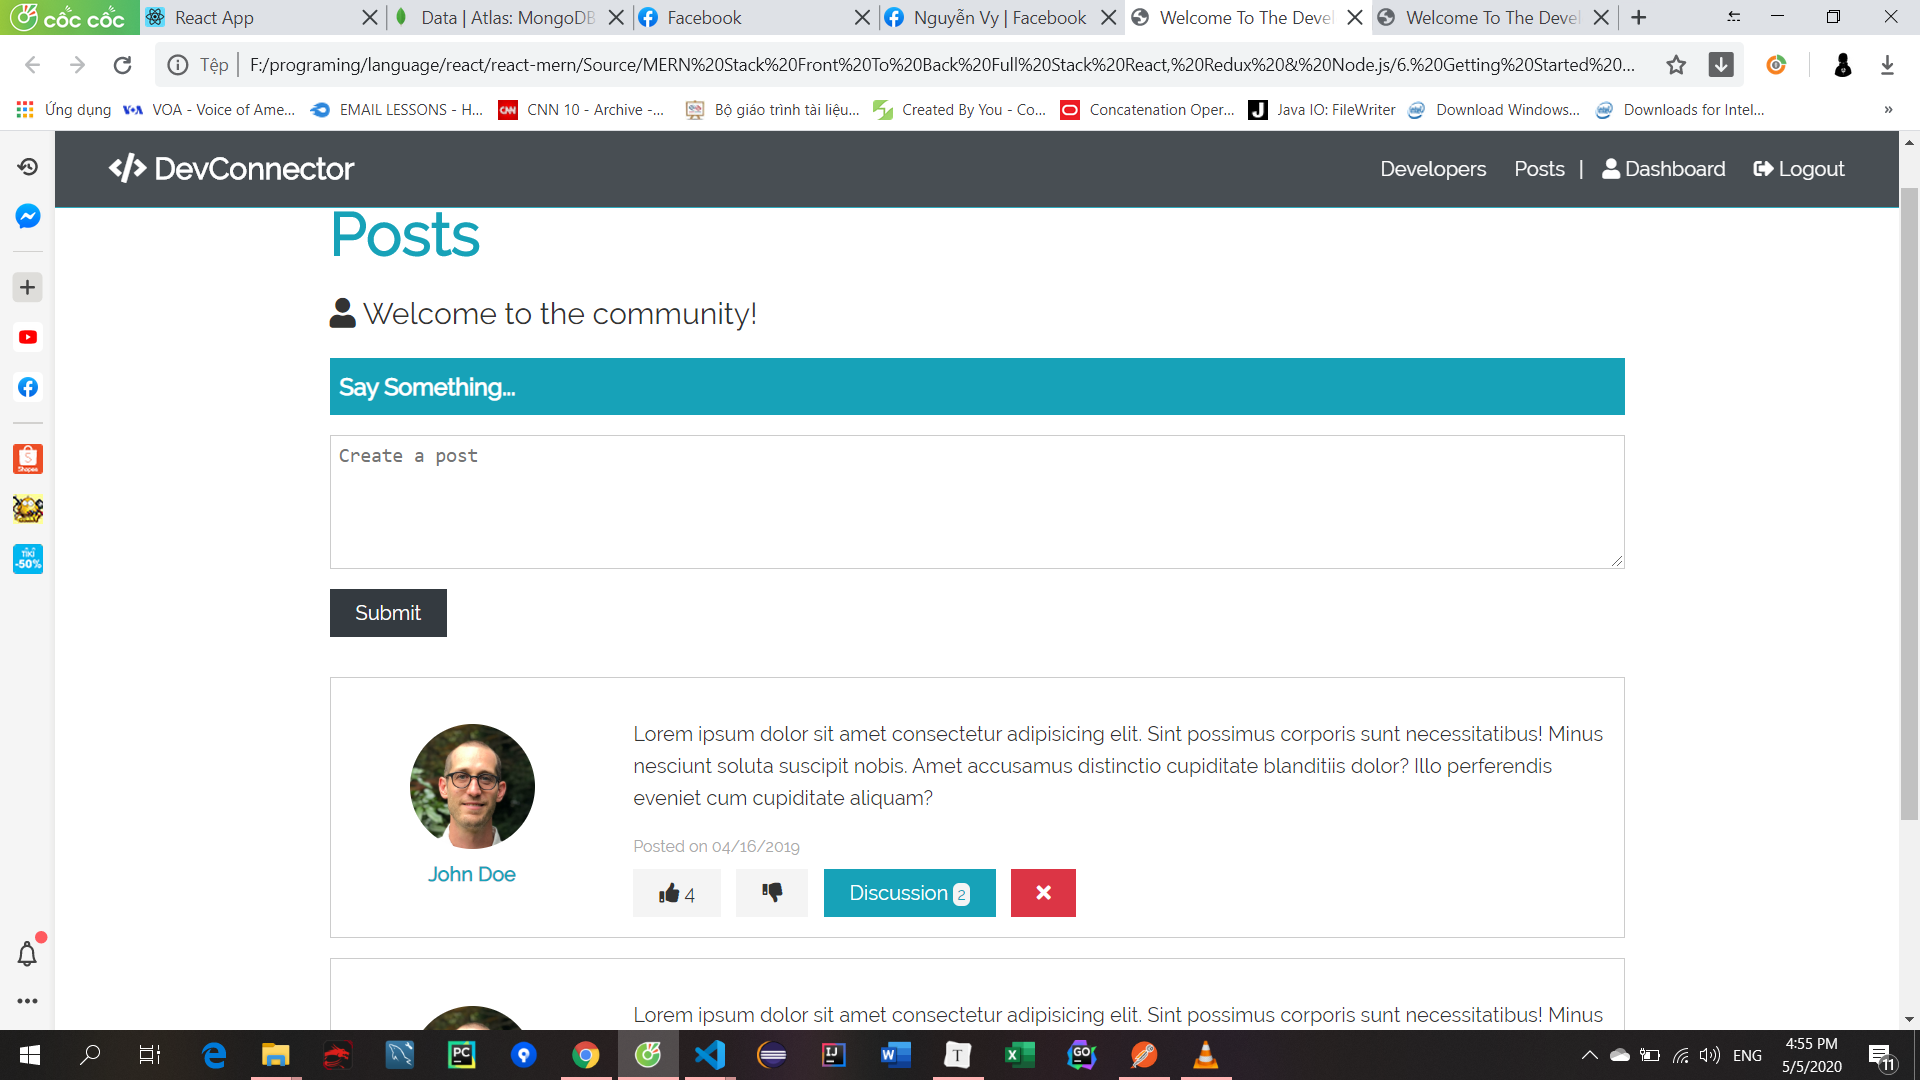 cốc cốc
React App
Data | Atlas: MongoDB
Facebook
Nguyễn Vy | Facebook
Welcome To The Devel
Welcome To The Devel
Tệp
F:/programing/language/react/react-mern/Source/MERN%20Stack%20Front%20To%20Back%20Full%20Stack%20React,%20Redux%20&%20Node.js/6.%20Getting%20Started%20...
Ứng dụng
VOA - Voice of Ame...
EMAIL LESSONS - H...
CNN 10 - Archive -...
Bộ giáo trình tài liệu...
Created By You - Co...
Concatenation Oper...
Java IO: FileWriter
Download Windows...
Downloads for Intel...
»
</> DevConnector
Developers
Posts |
Dashboard
Logout
Posts
Welcome to the community!
Say Something...
Create a post
Submit
Lorem ipsum dolor sit amet consectetur adipisicing elit. Sint possimus corporis sunt necessitatibus! Minus
nesciunt soluta suscipit nobis. Amet accusamus distinctio cupiditate blanditiis dolor? Illo perferendis
eveniet cum cupiditate aliquam?
Posted on 04/16/2019
John Doe
4
Discussion 2
Lorem ipsum dolor sit amet consectetur adipisicing elit. Sint possimus corporis sunt necessitatibus! Minus
Shopee
TIKI
-50%
ENG
4:55 PM
5/5/2020
11